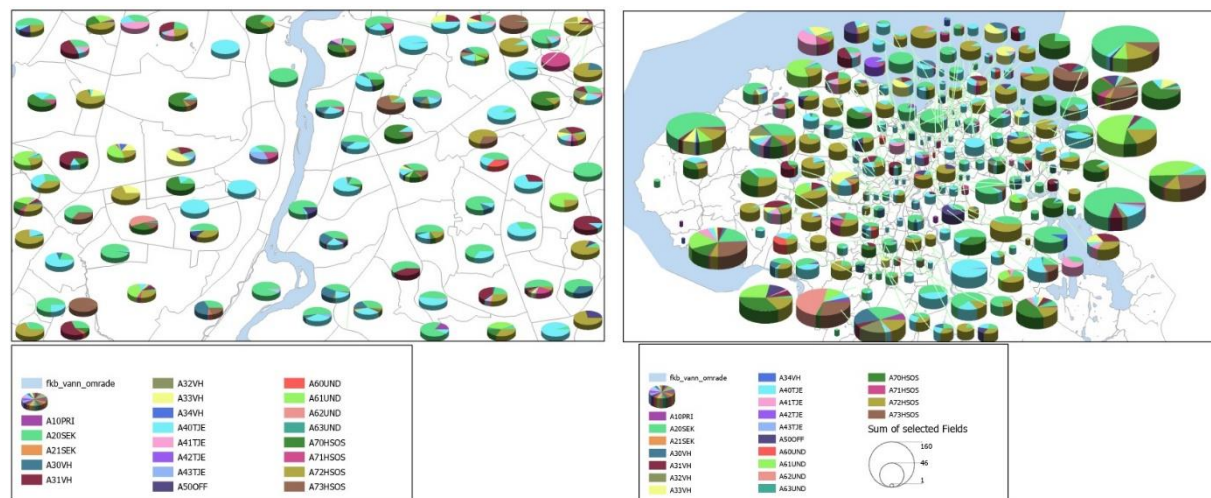 fkb_vann_omrade
A10PRI
A20SEK
A21SEK
A30VH
A31VH
A32VH
A33VH
A34VH
A40TJE
A41TJE
A42TJE
A43TJE
A50OFF
A60UND
A61UND
A62UND
A63UND
A70HSOS
A71HSOS
A72HSOS
A73HSOS
fkb_vann_omrade
A10PRI
A20SEK
A21SEK
A30VH
A31VH
A32VH
A33VH
A34VH
A40TJE
A41TJE
A42TJE
A43TJE
A50OFF
A60UND
A61UND
A62UND
A63UND
A70HSOS
A71HSOS
A72HSOS
A73HSOS
Sum of selected Fields
160
46
1